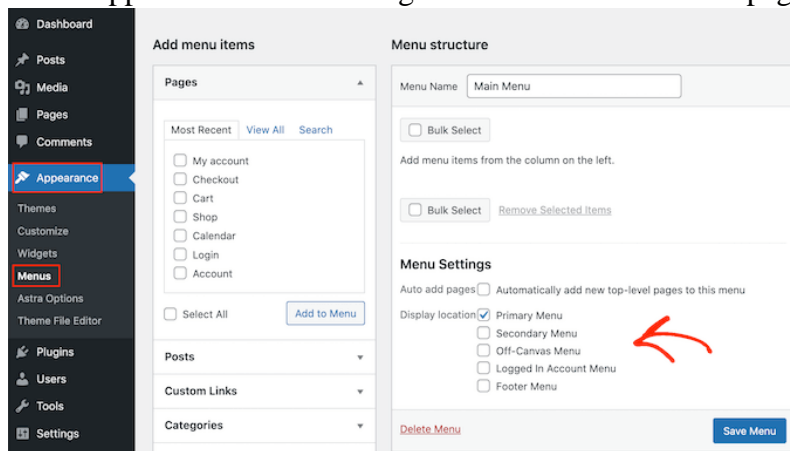 Dashboard
Posts
Media
Pages
Comments
Appearance
Themes
Customize
Widgets
Menus
Astra Options
Theme File Editor
Plugins
Users
Tools
Settings
Add menu items
Pages
Most Recent View All Search
My account
Checkout
Cart
Shop
Calendar
Login
Account
Select All Add to Menu
Posts
Custom Links
Categories
Menu structure
Menu Name Main Menu
Bulk Select
Add menu items from the column on the left.
Bulk Select Remove Selected Items
Menu Settings
Auto add pages Automatically add new top-level pages to this menu
Display location Primary Menu
Secondary Menu
Off-Canvas Menu
Logged In Account Menu
Footer Menu
Delete Menu Save Menu